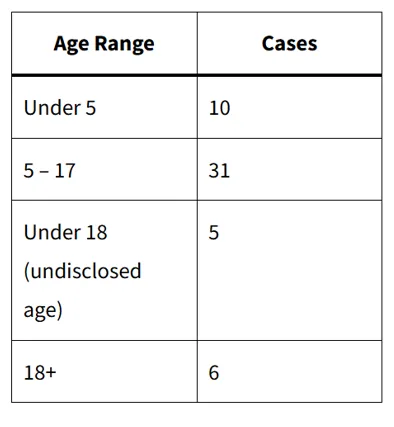 Age Range Cases
Under 5 10
5 – 17 31
Under 18 5
(undisclosed
age)
18+ 6